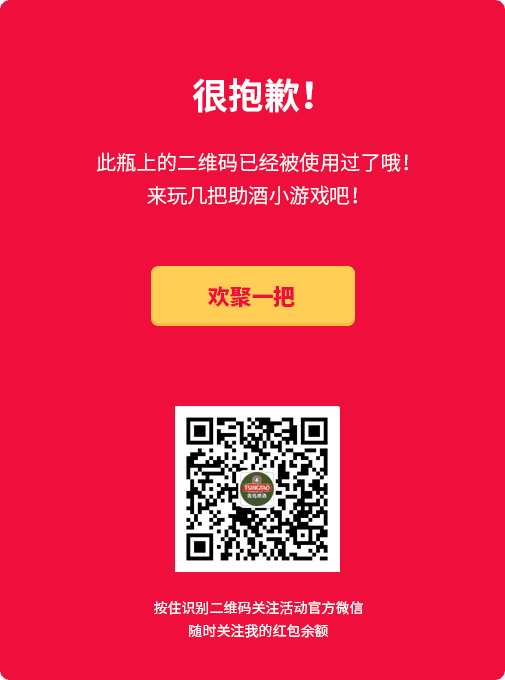 很抱歉！
此瓶上的二维码已经被使用过了哦！
来玩几把助酒小游戏吧！
欢聚一把
TSINGTAO
青岛啤酒
按住识别二维码关注活动官方微信
随时关注我的红包余额